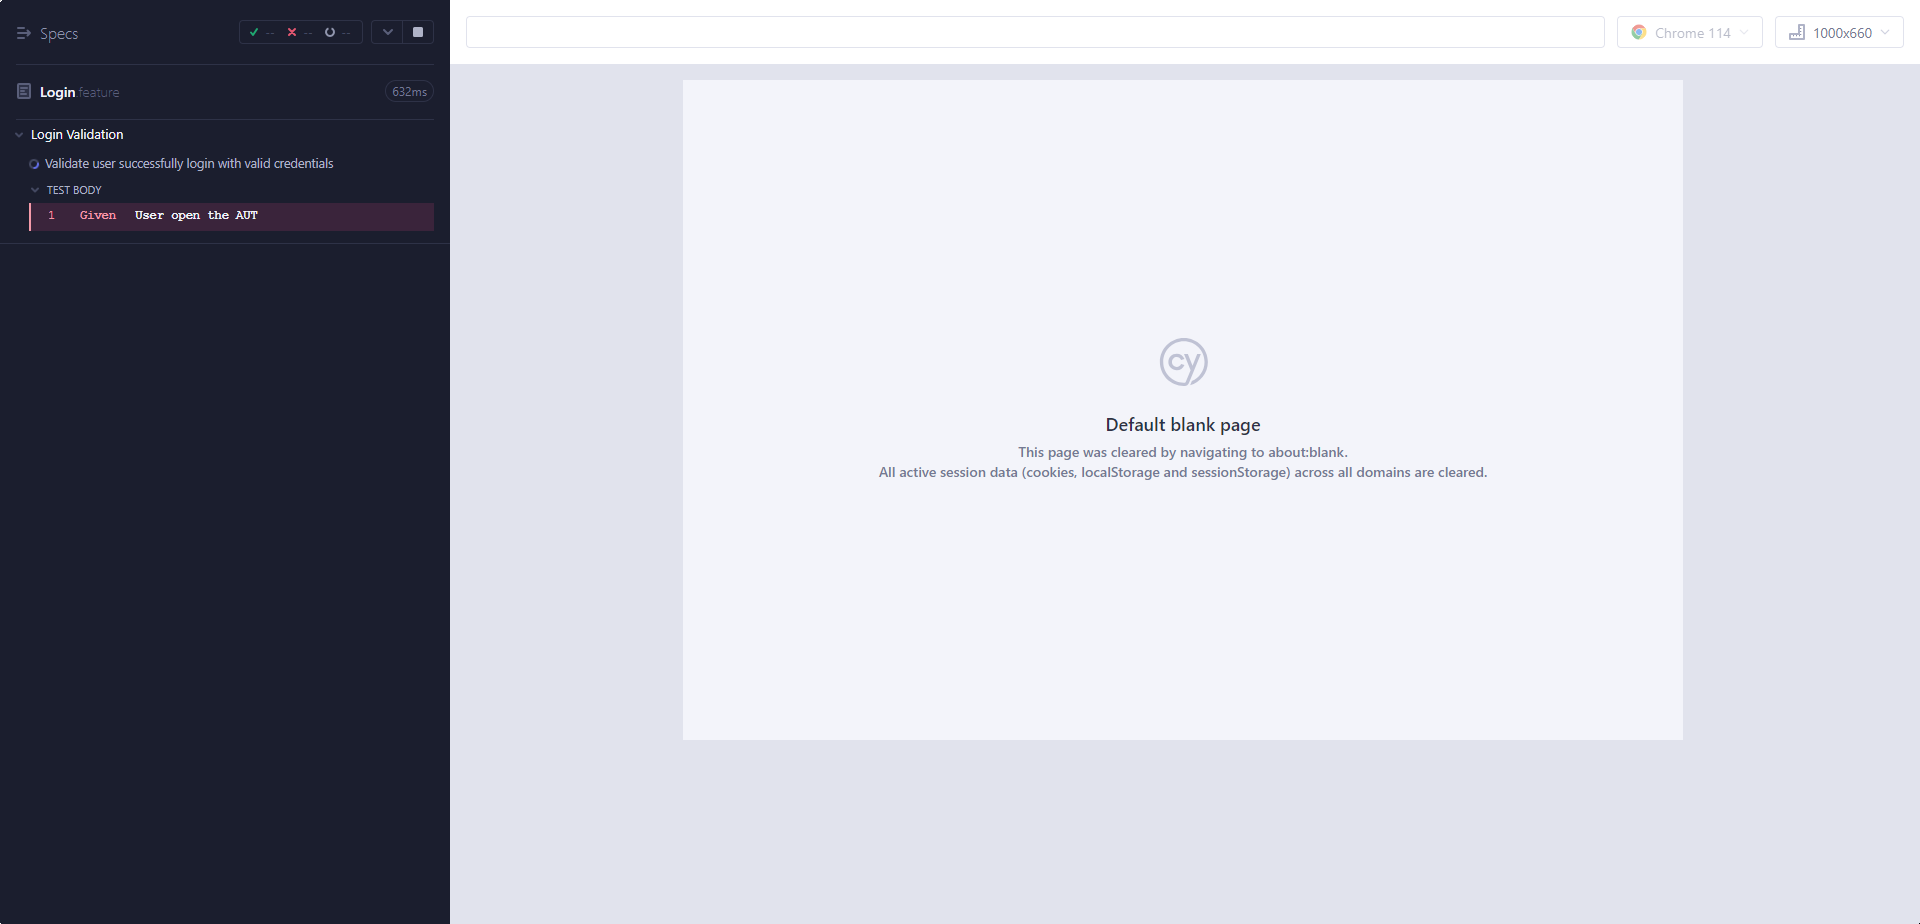 Specs
-- -- --
Chrome 114
1000x660
Login.feature
632ms
Login Validation
Validate user successfully login with valid credentials
TEST BODY
1 Given User open the AUT
cy
Default blank page
This page was cleared by navigating to about:blank.
All active session data (cookies, localStorage and sessionStorage) across all domains are cleared.